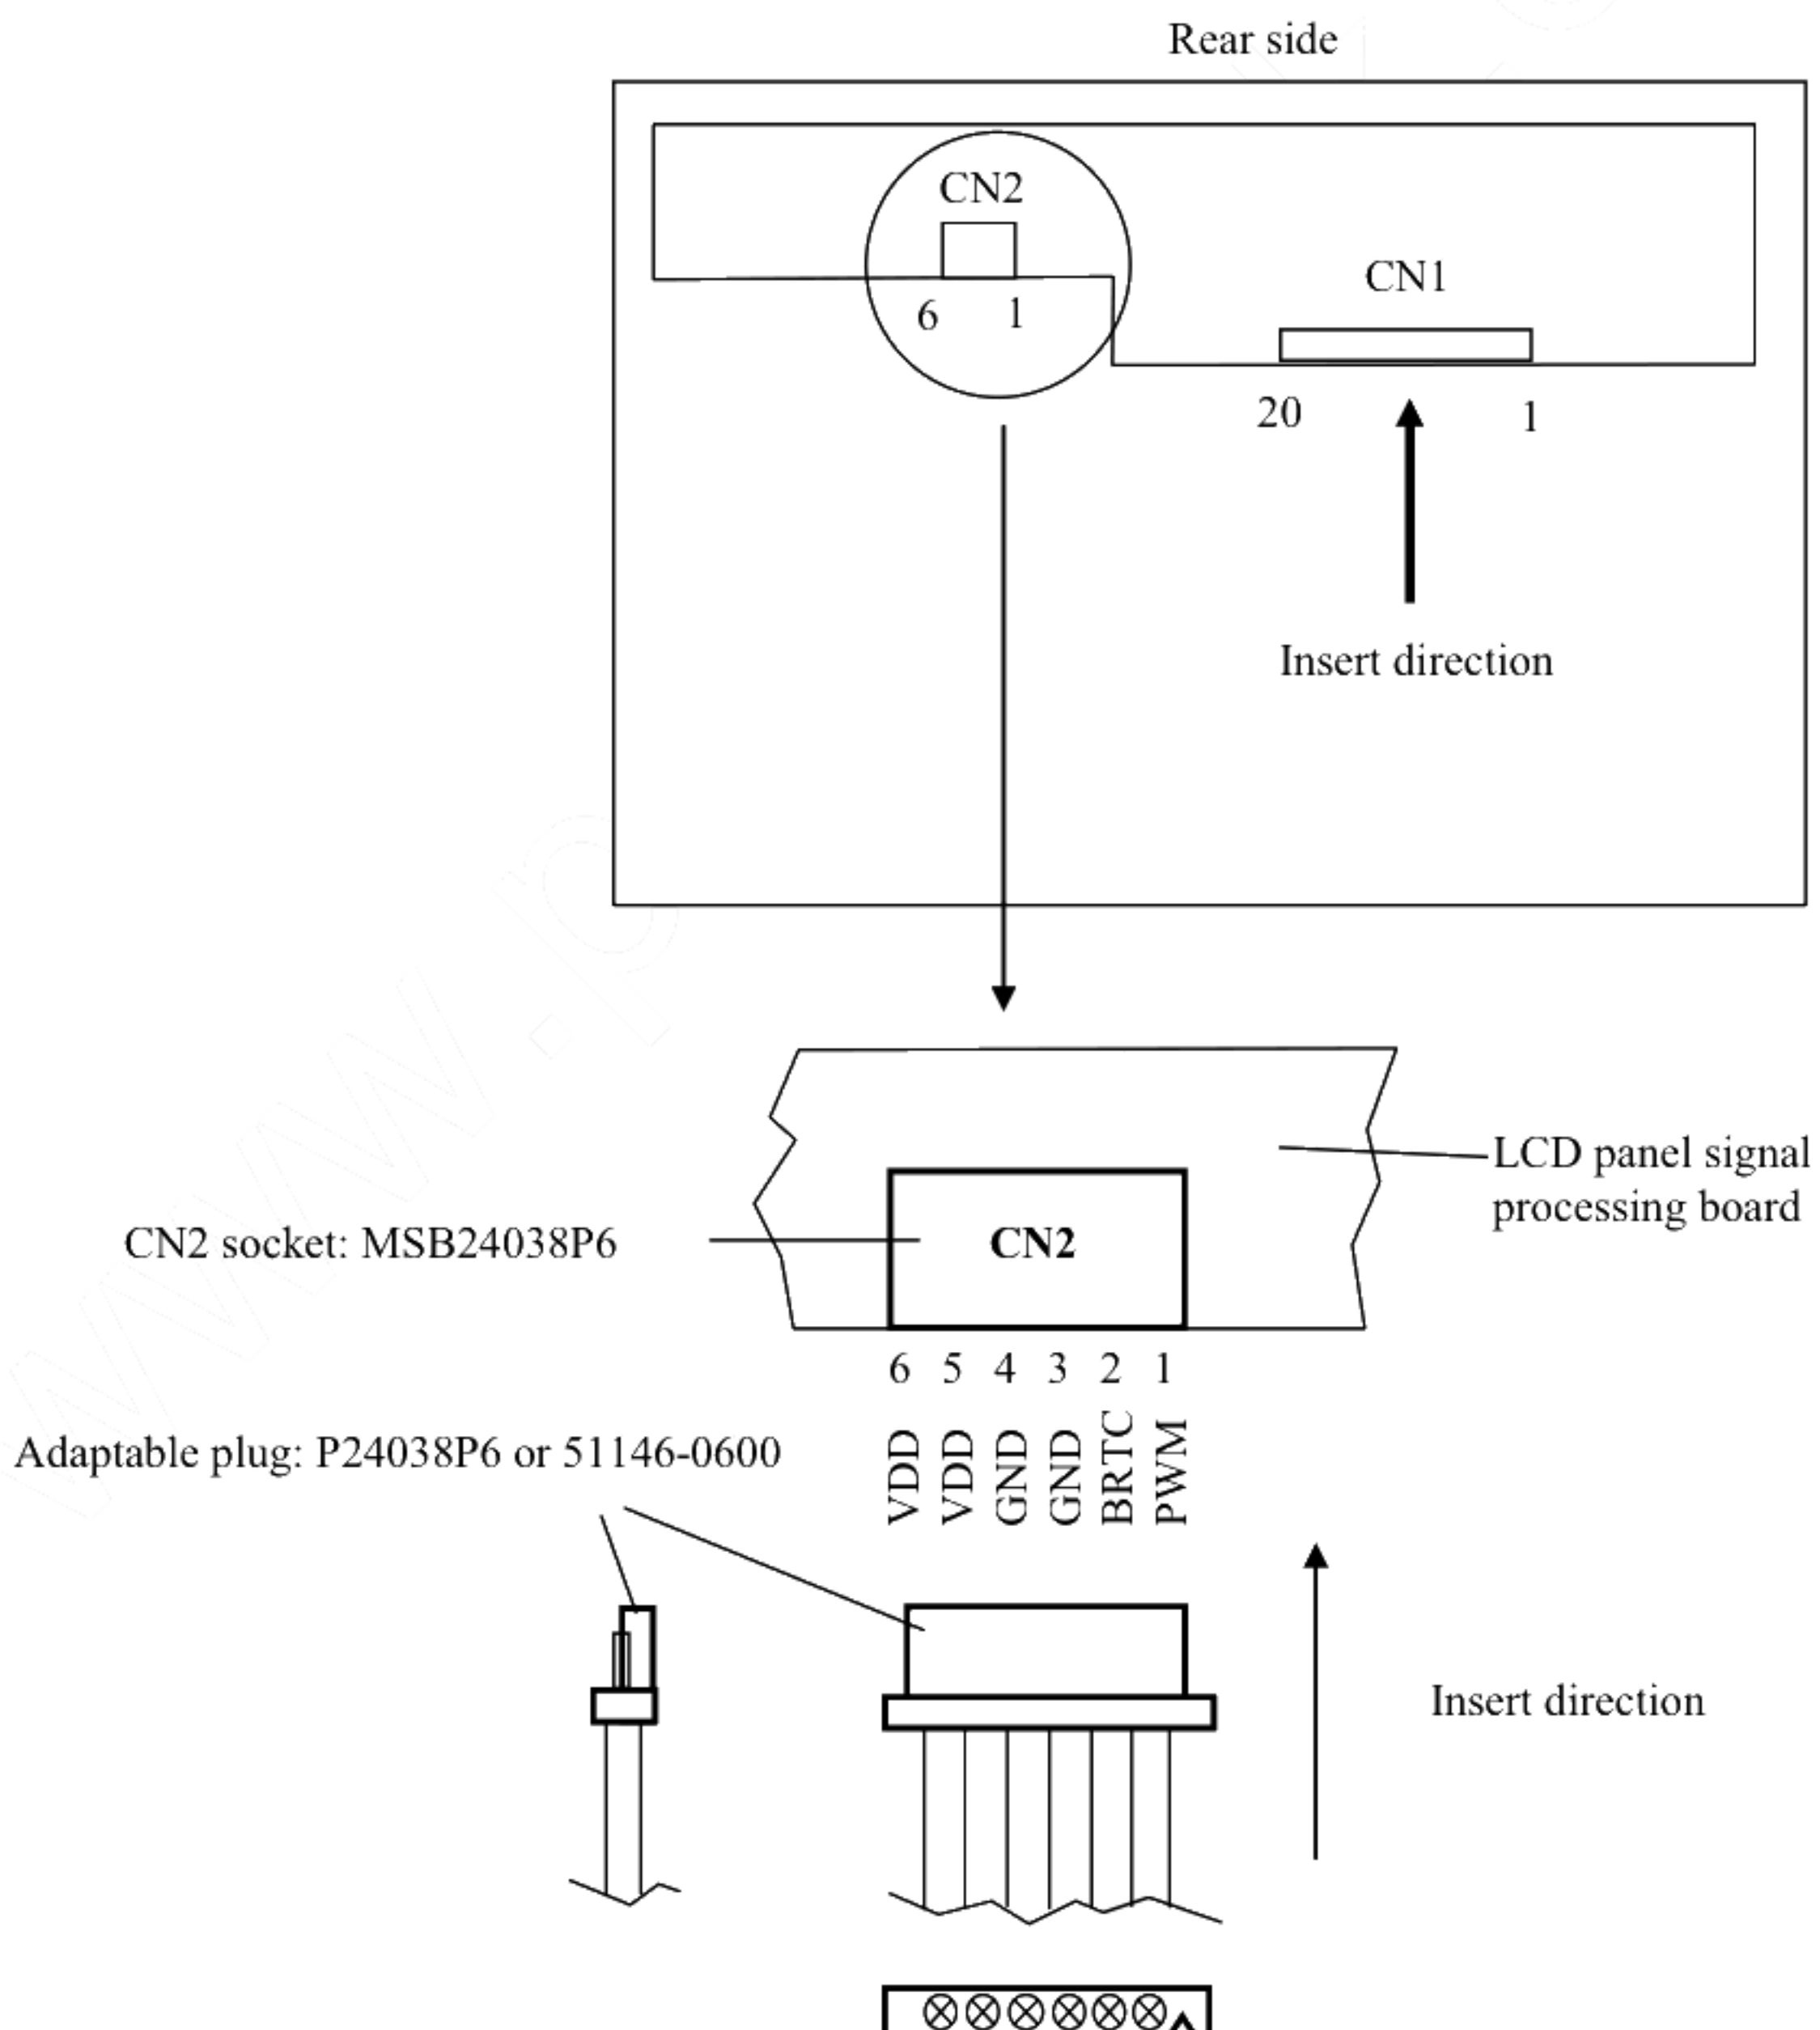 Rear side
CN2
CN1
6 1
20 1
Insert direction
LCD panel signal
processing board
CN2 socket: MSB24038P6
CN2
6 5 4 3 2 1
VDD VDD GND GND BRTC PWM
Adaptable plug: P24038P6 or 51146-0600
Insert direction
www.p